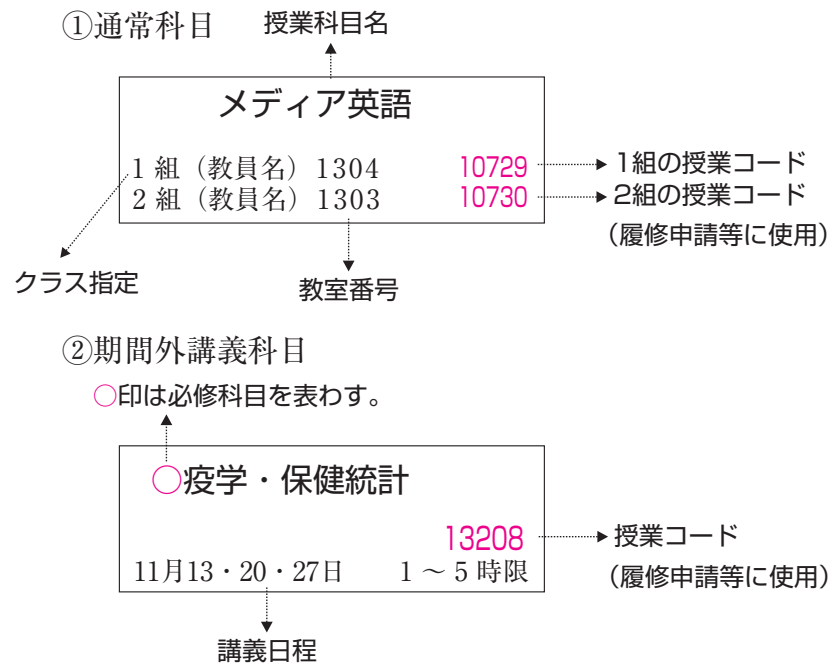 ①通常科目 授業科目名
メディア英語
1組（教員名）1304 10729 1組の授業コード
2組（教員名）1303 10730 2組の授業コード
（履修申請等に使用）
クラス指定 教室番号
②期間外講義科目
○印は必修科目を表わす。
○疫学・保健統計
13208 授業コード
11月13・20・27日 1～5時限 （履修申請等に使用）
講義日程